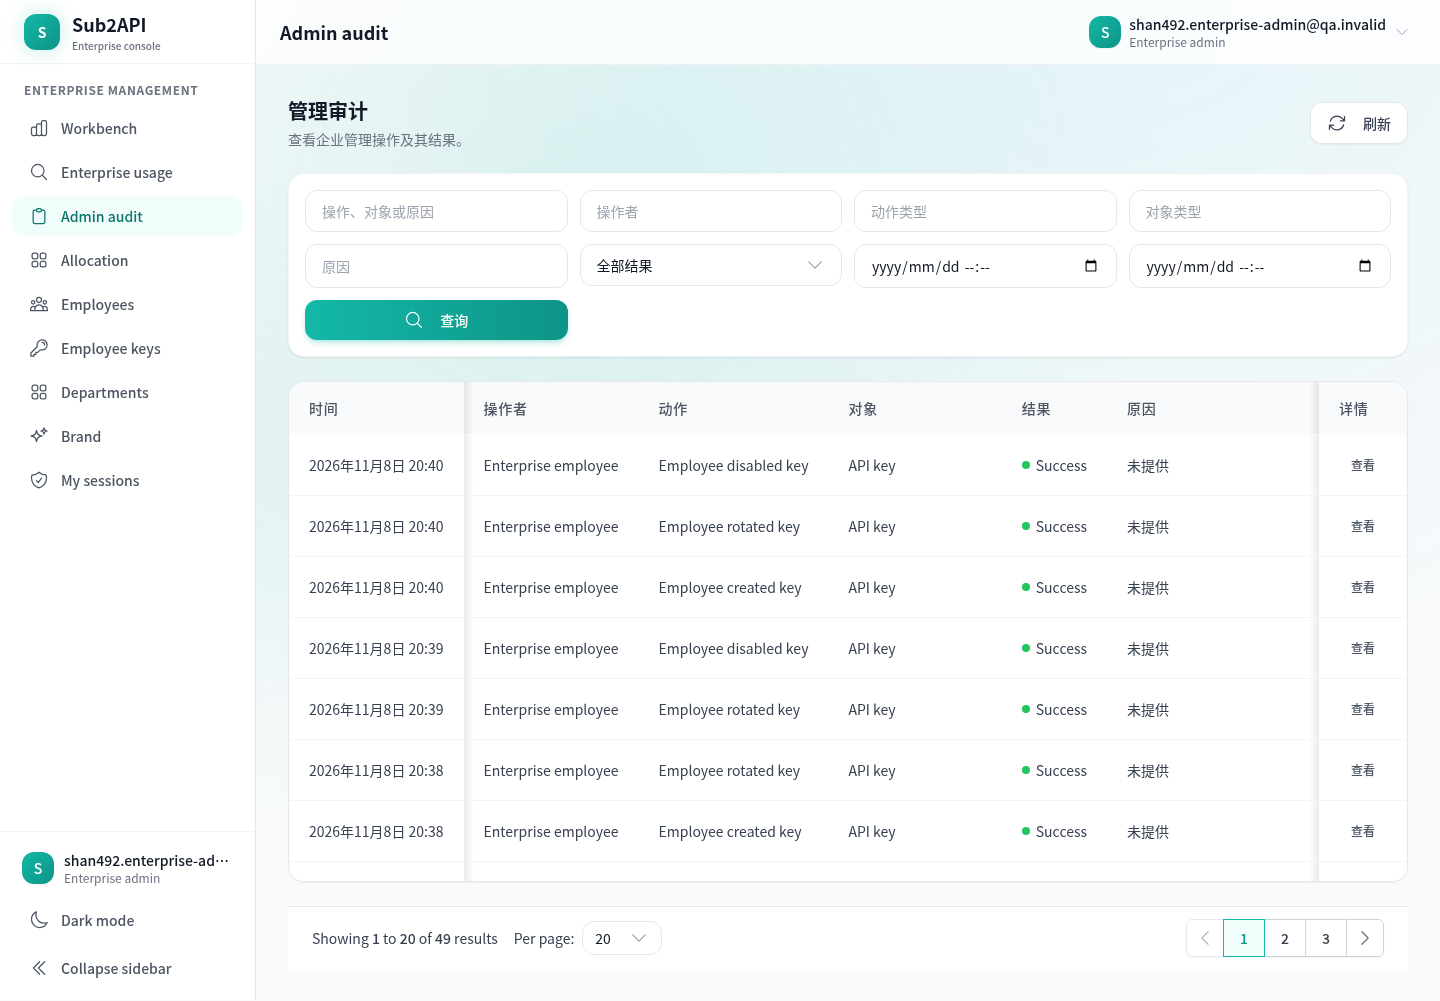 S
Sub2API
Enterprise console
Admin audit
S
shan492.enterprise-admin@qa.invalid
Enterprise admin
ENTERPRISE MANAGEMENT
Workbench
Enterprise usage
Admin audit
Allocation
Employees
Employee keys
Departments
Brand
My sessions
管理审计
查看企业管理操作及其结果。
刷新
操作、对象或原因 操作者 动作类型 对象类型
原因 全部结果 yyyy/mm/dd --:-- yyyy/mm/dd --:--
查询
时间 操作者 动作 对象 结果 原因 详情
2026年11月8日 20:40 Enterprise employee Employee disabled key API key Success 未提供 查看
2026年11月8日 20:40 Enterprise employee Employee rotated key API key Success 未提供 查看
2026年11月8日 20:40 Enterprise employee Employee created key API key Success 未提供 查看
2026年11月8日 20:39 Enterprise employee Employee disabled key API key Success 未提供 查看
2026年11月8日 20:39 Enterprise employee Employee rotated key API key Success 未提供 查看
2026年11月8日 20:38 Enterprise employee Employee rotated key API key Success 未提供 查看
2026年11月8日 20:38 Enterprise employee Employee created key API key Success 未提供 查看
Showing 1 to 20 of 49 results Per page: 20 1 2 3
S
shan492.enterprise-ad···
Enterprise admin
Dark mode
Collapse sidebar